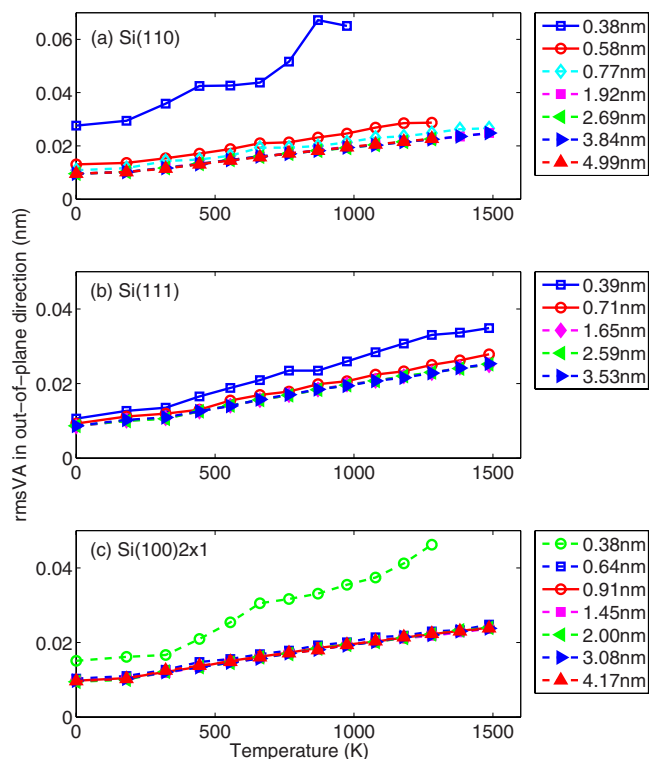 rmsVA in out−of−plane direction (nm)
(a) Si(110)
0.06
0.04
0.02
0
0
500
1000
1500
0.38nm
0.58nm
0.77nm
1.92nm
2.69nm
3.84nm
4.99nm
(b) Si(111)
0.04
0.02
0
0
500
1000
1500
0.39nm
0.71nm
1.65nm
2.59nm
3.53nm
(c) Si(100)2x1
0.04
0.02
0
0
500
1000
1500
Temperature (K)
0.38nm
0.64nm
0.91nm
1.45nm
2.00nm
3.08nm
4.17nm